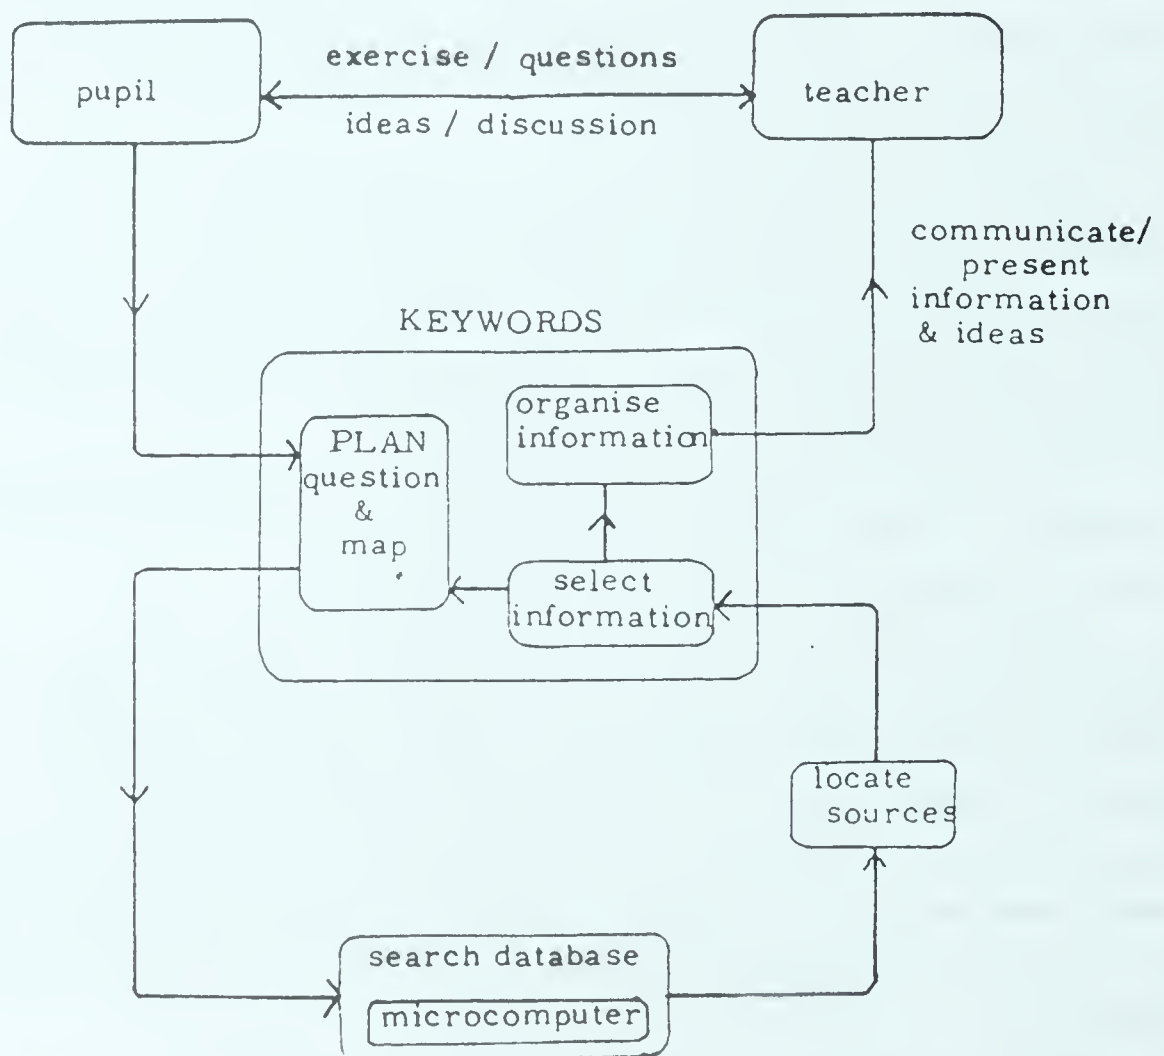 exercise / questions
pupil
teacher
ideas / discussion
communicate/
present
information
& ideas
KEYWORDS
organise
information
PLAN
question
&
map
select
information
locate
sources
search database
microcomputer